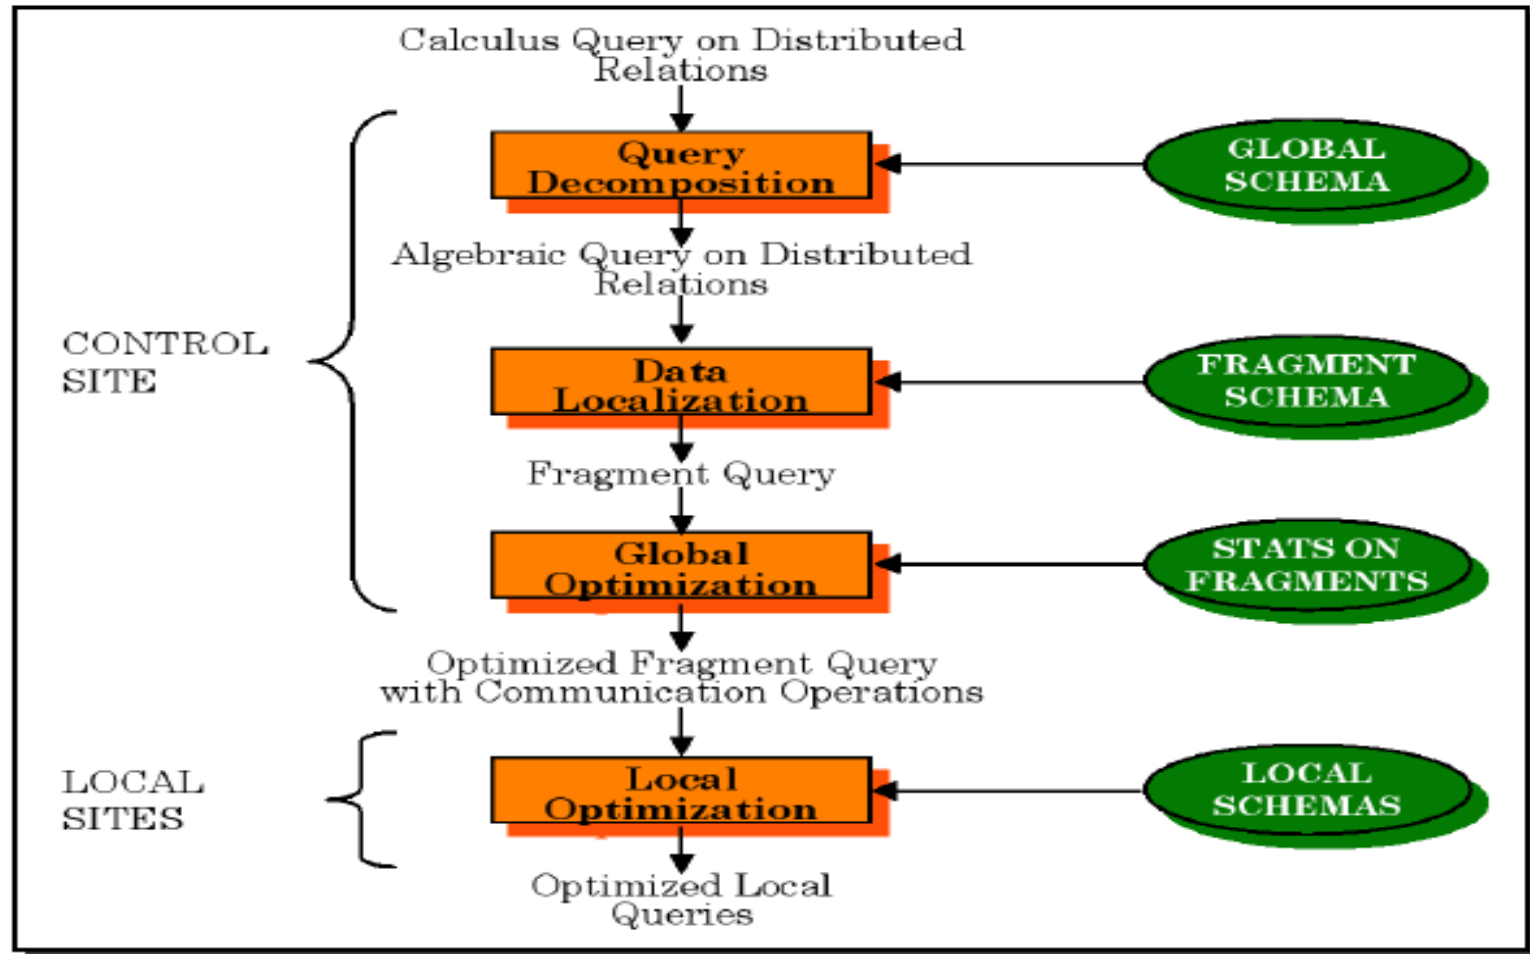 Calculus Query on Distributed
Relations
Query
Decomposition
GLOBAL
SCHEMA
Algebraic Query on Distributed
Relations
CONTROL
SITE
Data
Localization
FRAGMENT
SCHEMA
Fragment Query
Global
Optimization
STATS ON
FRAGMENTS
Optimized Fragment Query
with Communication Operations
LOCAL
SITES
Local
Optimization
LOCAL
SCHEMAS
Optimized Local
Queries